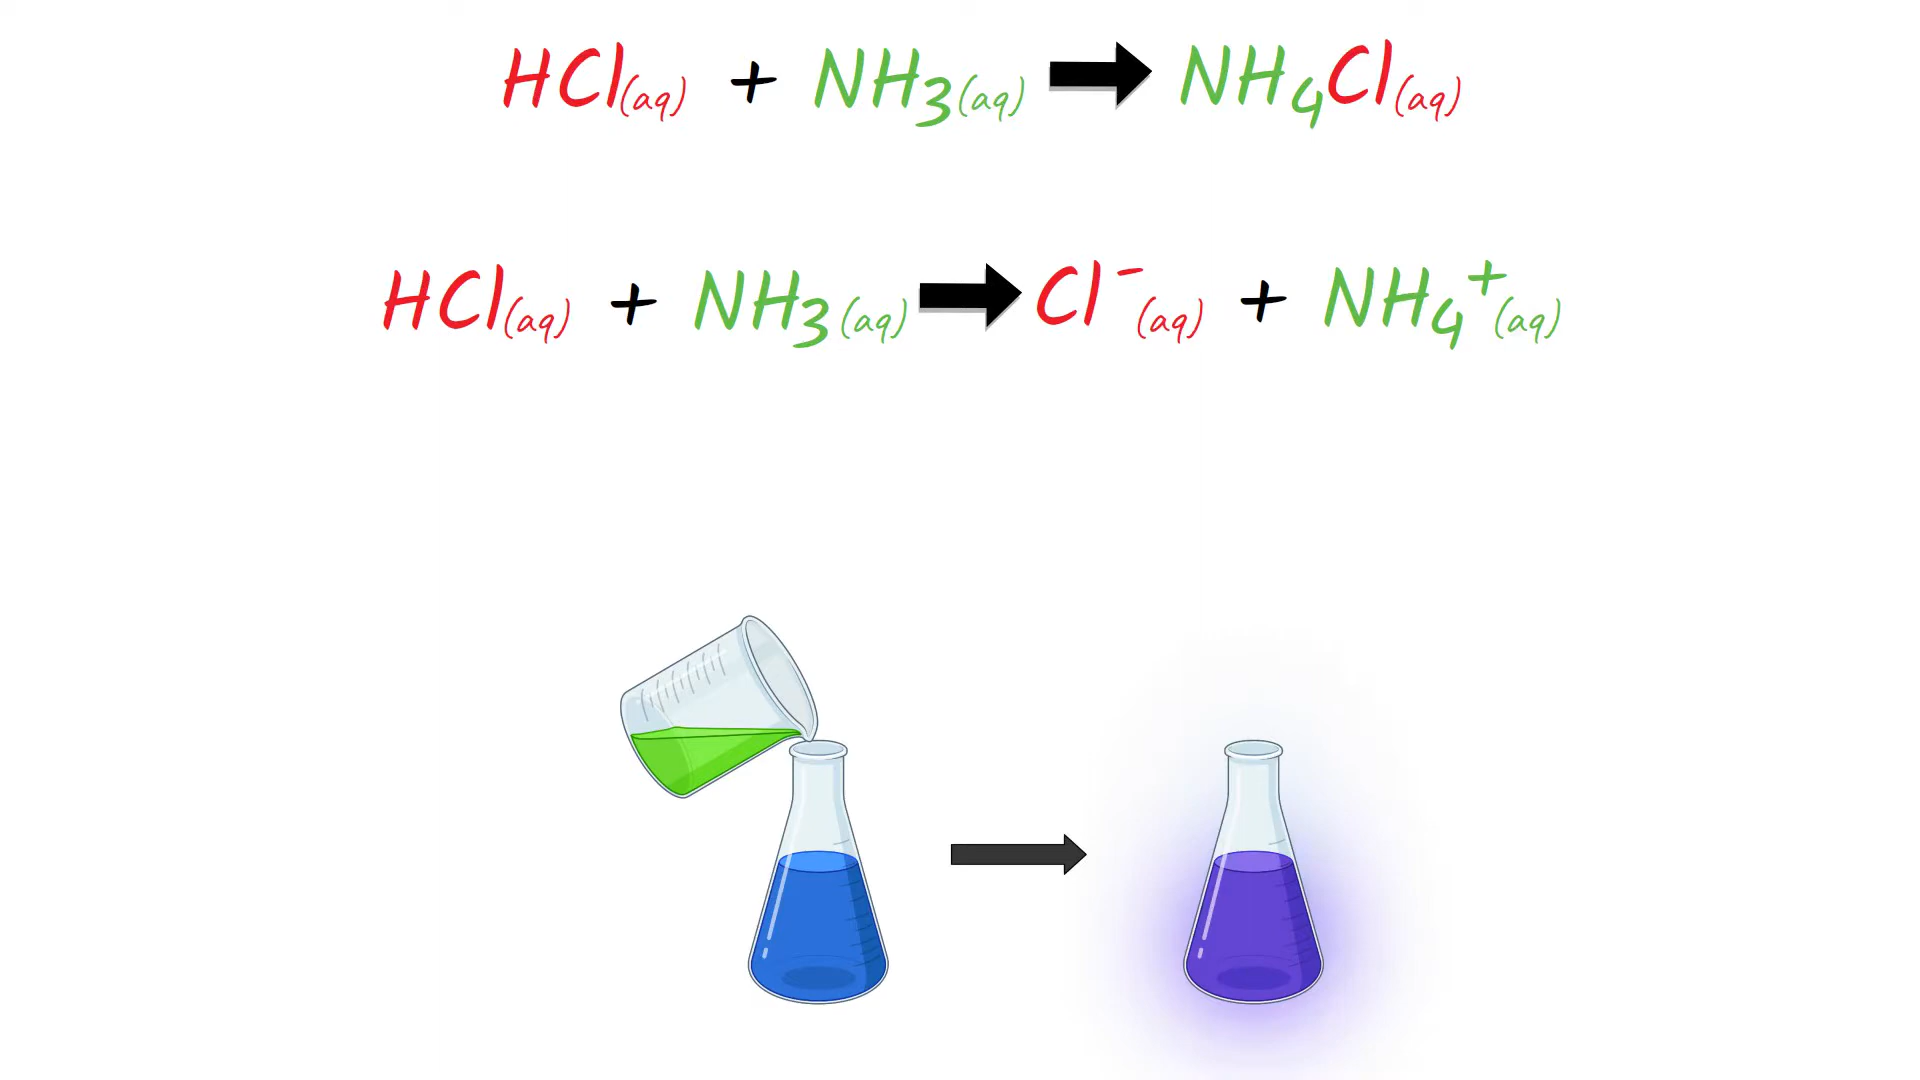 HCl(aq) + NH₃(aq) ➡ NH₄Cl(aq)
HCl(aq) + NH₃(aq) ➡ Cl⁻(aq) + NH₄⁺(aq)